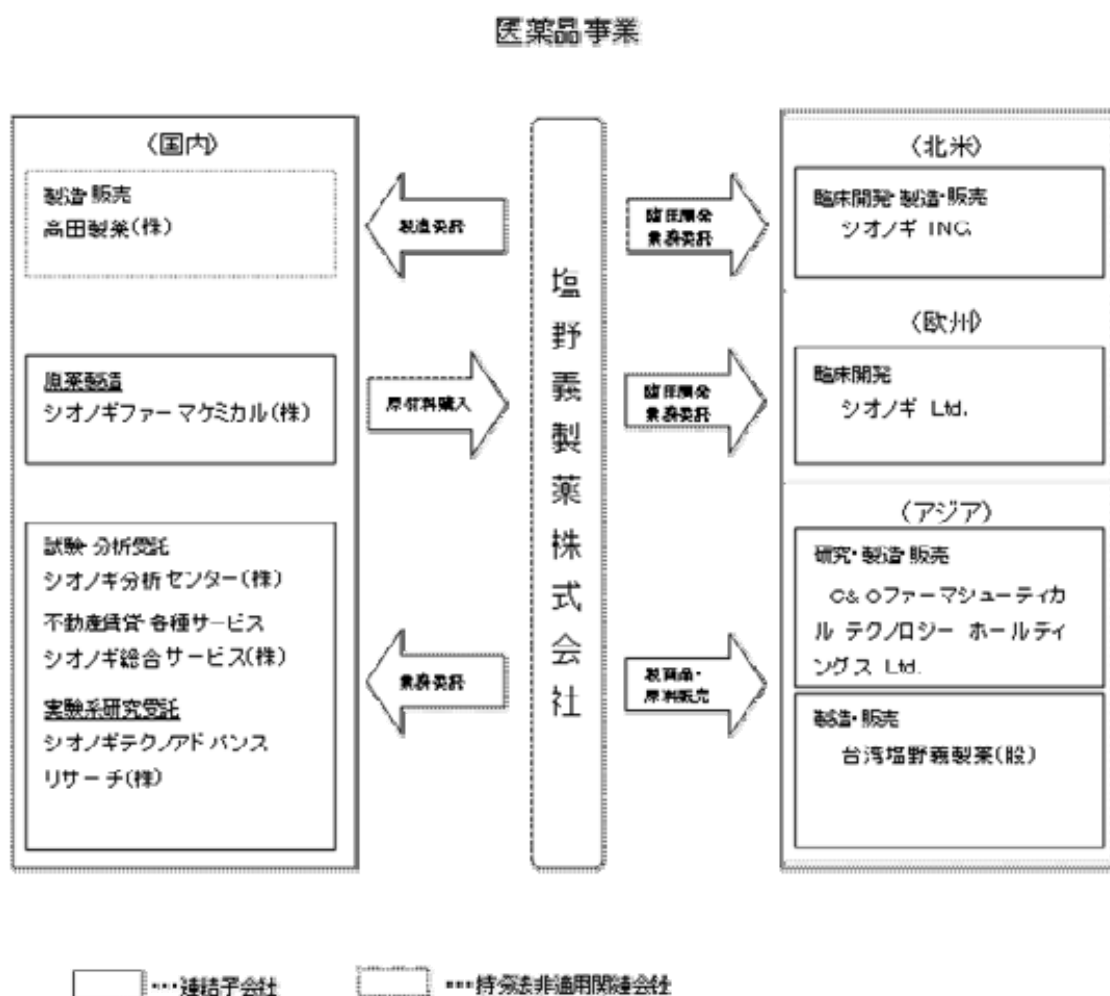 医薬品事業
〈国内〉
製造・販売
高田製薬(株)
製造委託
原薬製造
シオノギファーマケミカル(株)
原材料購入
試験・分析受託
シオノギ分析センター(株)
不動産賃貸・各種サービス
シオノギ総合サービス(株)
実験系研究受託
シオノギテクノアドバンス
リサーチ(株)
業務委託
塩野義製薬株式会社
臨床開発
業務委託
〈北米〉
臨床開発・製造・販売
シオノギ INC.
臨床開発
業務委託
〈欧州〉
臨床開発
シオノギ Ltd.
製商品・
原料販売
〈アジア〉
研究・製造・販売
C&Oファーマシューティカ
ル テクノロジー ホールディ
ングス Ltd.
製造・販売
台湾塩野義製薬(股)
･･･連結子会社
･･･持分法非適用関連会社